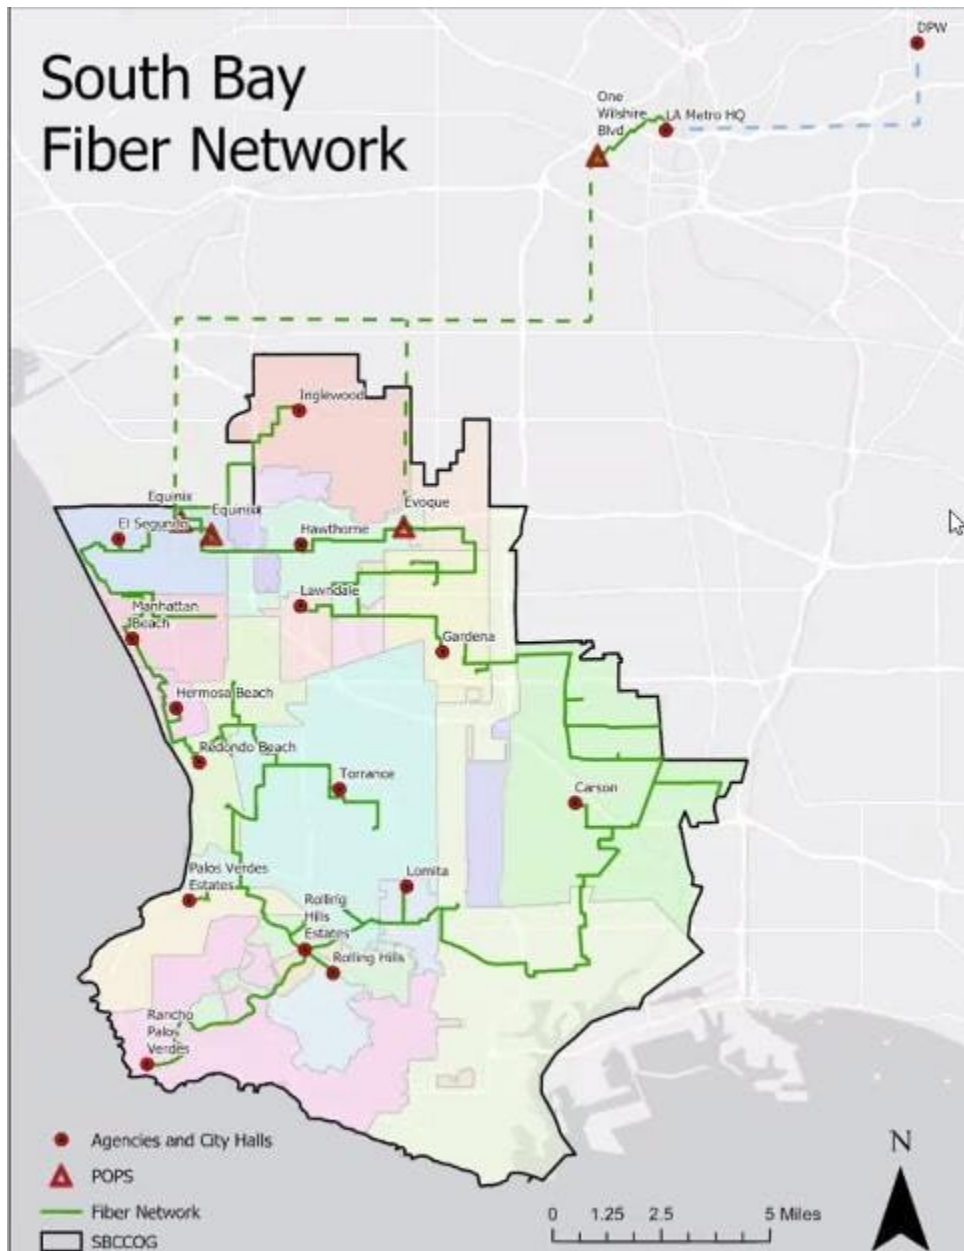 South Bay
Fiber Network
DPW
One
Wilshire
Blvd
LA Metro HQ
Inglewood
Equinix
Equinix
Evoque
El Segundo
Hawthorne
Lawndale
Manhattan
Beach
Gardena
Hermosa Beach
Redondo Beach
Torrance
Carson
Palos Verdes
Estates
Lomita
Rolling
Hills
Estates
Rolling Hills
Rancho
Palos
Verdes
Agencies and City Halls
POPS
Fiber Network
SBCCOG
N
0 1.25 2.5 5 Miles